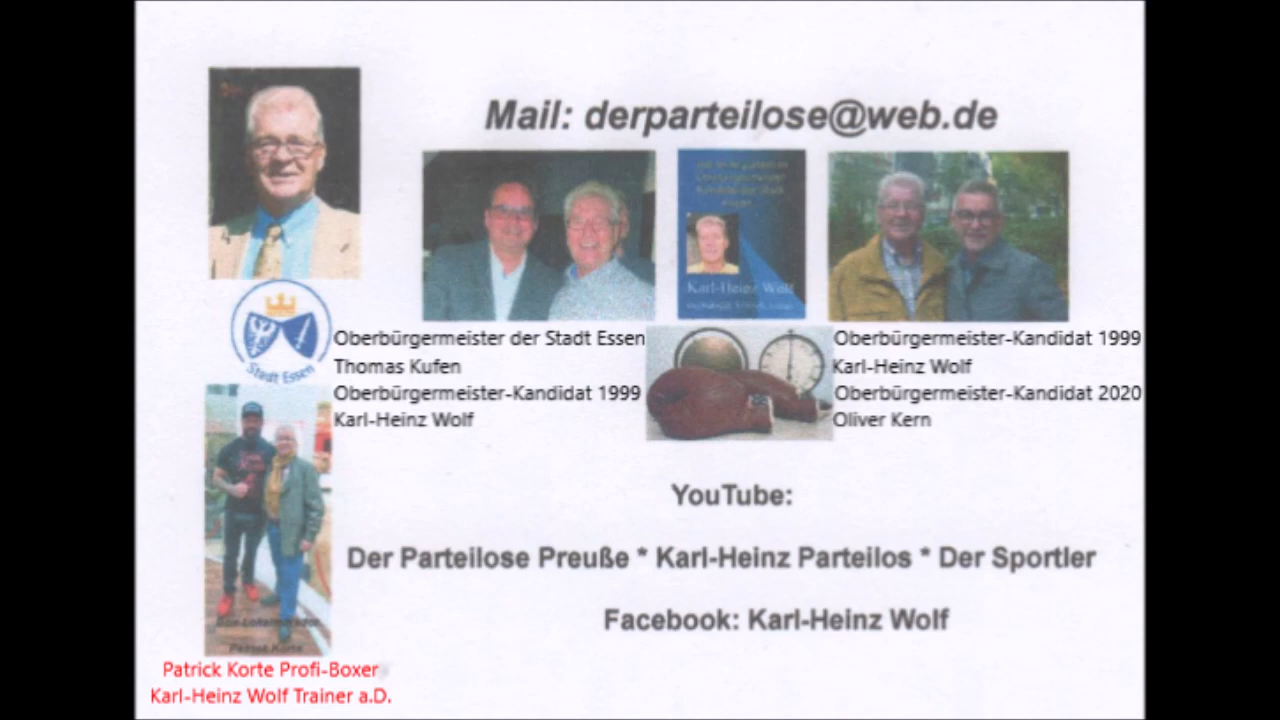 Mail: derparteilose@web.de
Karl-Heinz Wolf
Stadt Essen
Oberbürgermeister der Stadt Essen
Thomas Kufen
Oberbürgermeister-Kandidat 1999
Karl-Heinz Wolf
Oberbürgermeister-Kandidat 1999
Karl-Heinz Wolf
Oberbürgermeister-Kandidat 2020
Oliver Kern
YouTube:
Der Parteilose Preuße * Karl-Heinz Parteilos * Der Sportler
Facebook: Karl-Heinz Wolf
Patrick Korte
Patrick Korte Profi-Boxer
Karl-Heinz Wolf Trainer a.D.